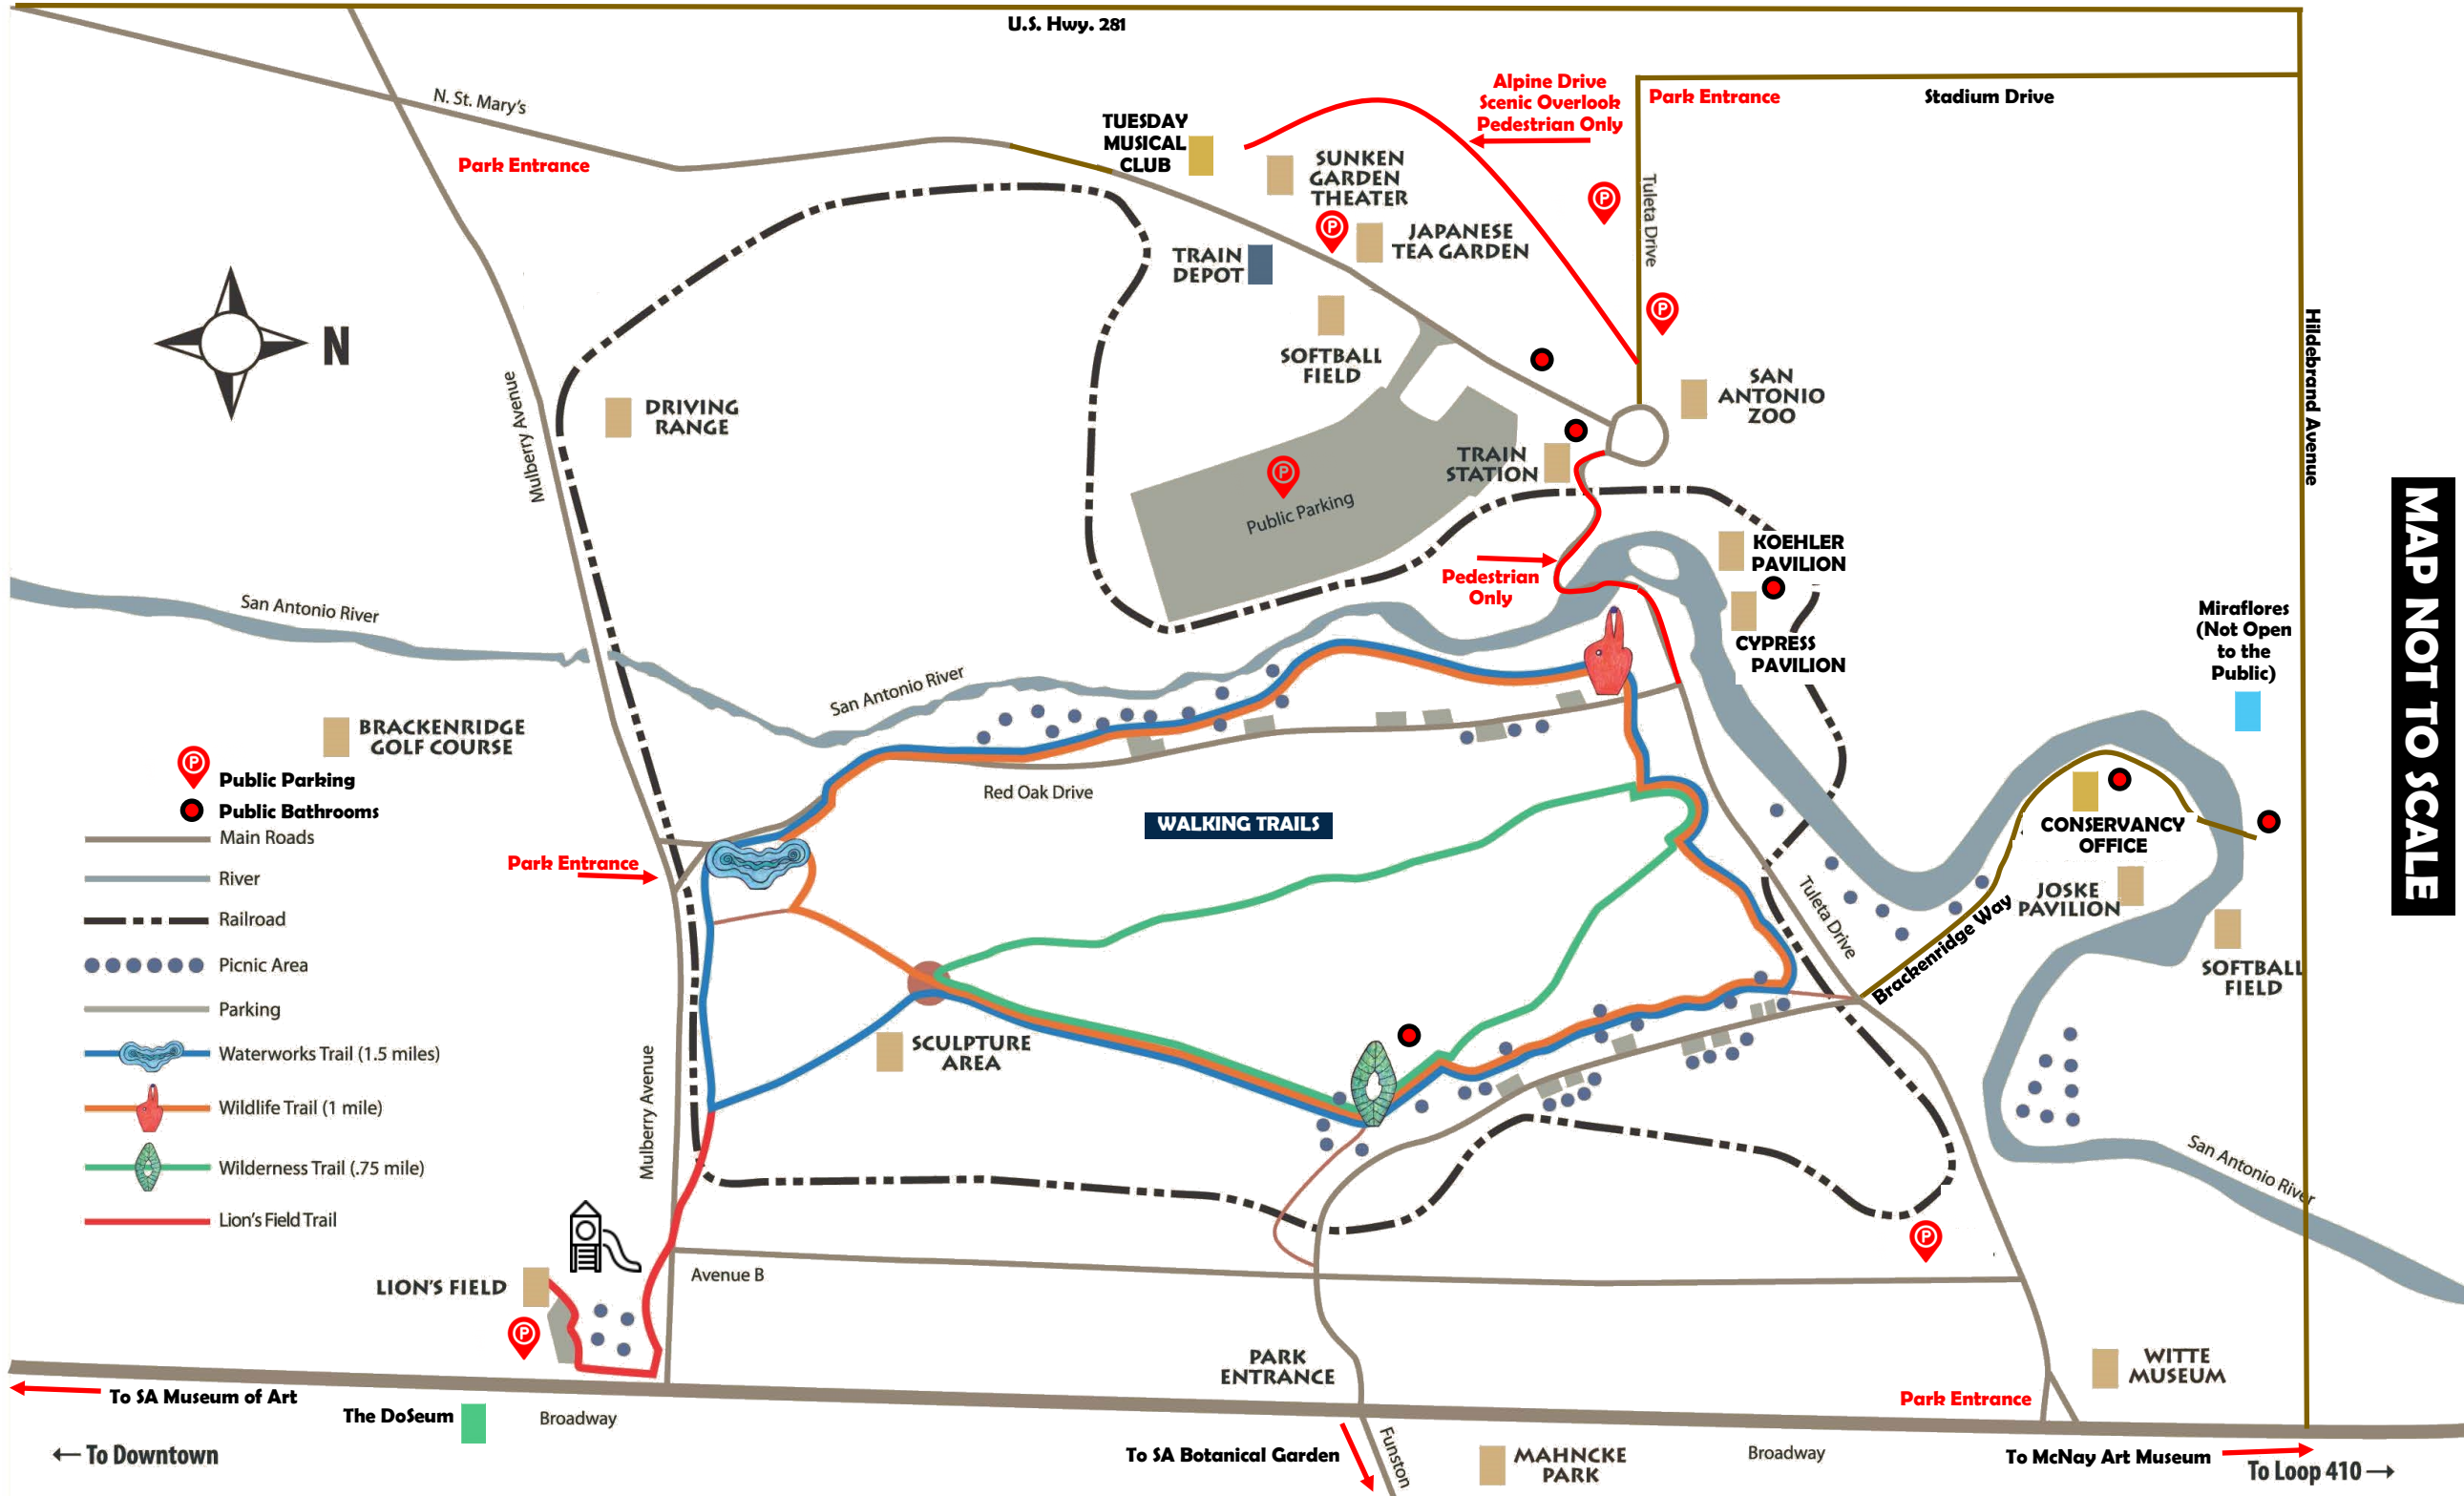 U.S. Hwy. 281
N. St. Mary's
Park Entrance
TUESDAY
MUSICAL
CLUB
Alpine Drive
Scenic Overlook
Pedestrian Only
Park Entrance
Stadium Drive
SUNKEN
GARDEN
THEATER
P
P
Tuleta Drive
JAPANESE
TEA GARDEN
TRAIN
DEPOT
P
SOFTBALL
FIELD
N
Mulberry Avenue
DRIVING
RANGE
SAN
ANTONIO
ZOO
Hildebrand Avenue
TRAIN
STATION
P
Public Parking
MAP NOT TO SCALE
KOEHLER
PAVILION
Pedestrian
Only
CYPRESS
PAVILION
San Antonio River
San Antonio River
Miraflores
(Not Open
to the
Public)
BRACKENRIDGE
GOLF COURSE
P
Public Parking
Public Bathrooms
Main Roads
River
Railroad
Picnic Area
Parking
Waterworks Trail (1.5 miles)
Wildlife Trail (1 mile)
Wilderness Trail (.75 mile)
Lion's Field Trail
Red Oak Drive
WALKING TRAILS
Park Entrance
CONSERVANCY
OFFICE
JOSKE
PAVILION
Tuleta Drive
Brackenridge Way
SOFTBALL
FIELD
SCULPTURE
AREA
Mulberry Avenue
San Antonio River
P
LION'S FIELD
P
Avenue B
PARK
ENTRANCE
WITTE
MUSEUM
Park Entrance
To SA Museum of Art
The DoSeum
Broadway
← To Downtown
To SA Botanical Garden
Funston
MAHNCKE
PARK
Broadway
To McNay Art Museum
To Loop 410 →